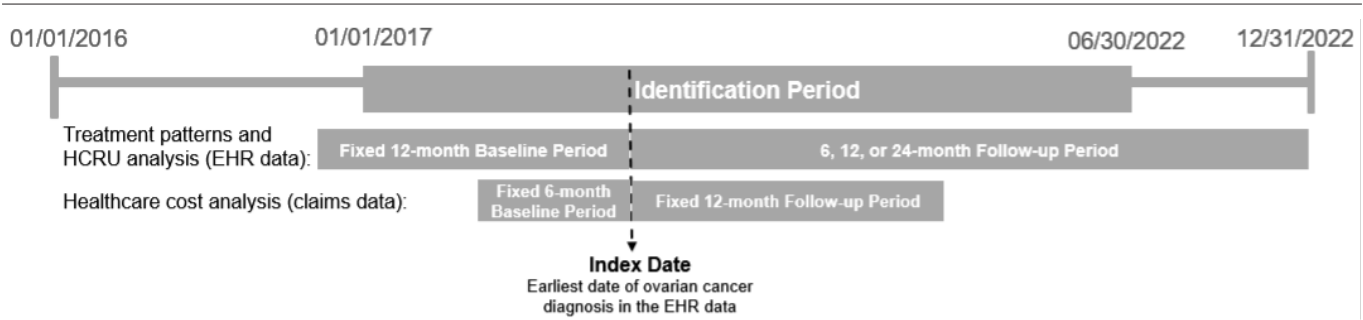 01/01/2016
01/01/2017
06/30/2022
12/31/2022
Identification Period
Treatment patterns and
HCRU analysis (EHR data):
Fixed 12-month Baseline Period
6, 12, or 24-month Follow-up Period
Healthcare cost analysis (claims data):
Fixed 6-month
Baseline Period
Fixed 12-month Follow-up Period
Index Date
Earliest date of ovarian cancer
diagnosis in the EHR data